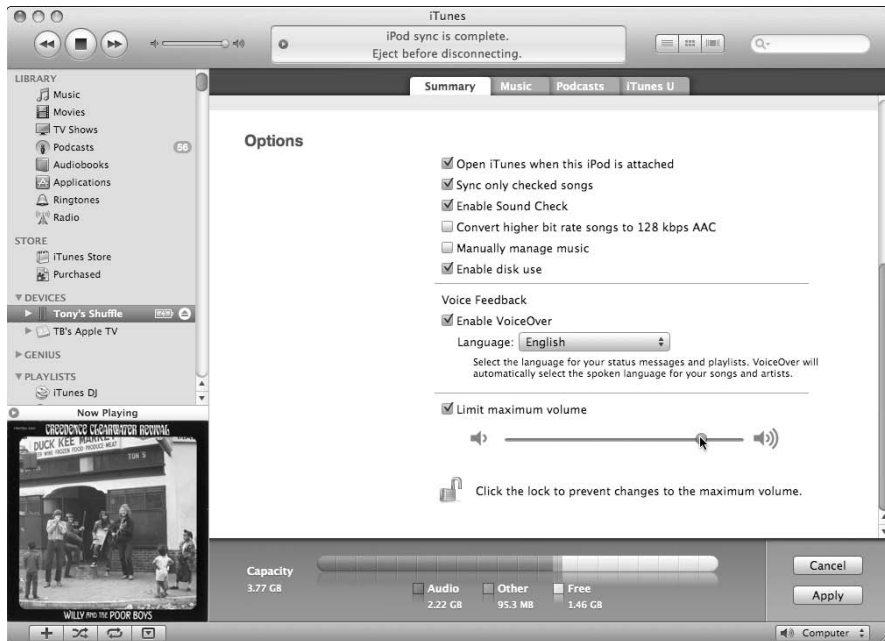 iTunes
iPod sync is complete.
Eject before disconnecting.
Q
LIBRARY
Music
Movies
TV Shows
Podcasts 56
Audiobooks
Applications
Ringtones
Radio
STORE
iTunes Store
Purchased
DEVICES
Tony's Shuffle
TB's Apple TV
GENIUS
PLAYLISTS
iTunes DJ
Now Playing
CREEDENCE CLEARWATER REVIVAL
DUCK KEE MARKET
WILLY AND THE POOR BOYS
Summary Music Podcasts iTunes U
Options
Open iTunes when this iPod is attached
Sync only checked songs
Enable Sound Check
Convert higher bit rate songs to 128 kbps AAC
Manually manage music
Enable disk use
Voice Feedback
Enable VoiceOver
Language: English
Select the language for your status messages and playlists. VoiceOver will
automatically select the spoken language for your songs and artists.
Limit maximum volume
Click the lock to prevent changes to the maximum volume.
Capacity
3.77 GB
Audio Other Free
2.22 GB 95.3 MB 1.46 GB
Cancel
Apply
Computer